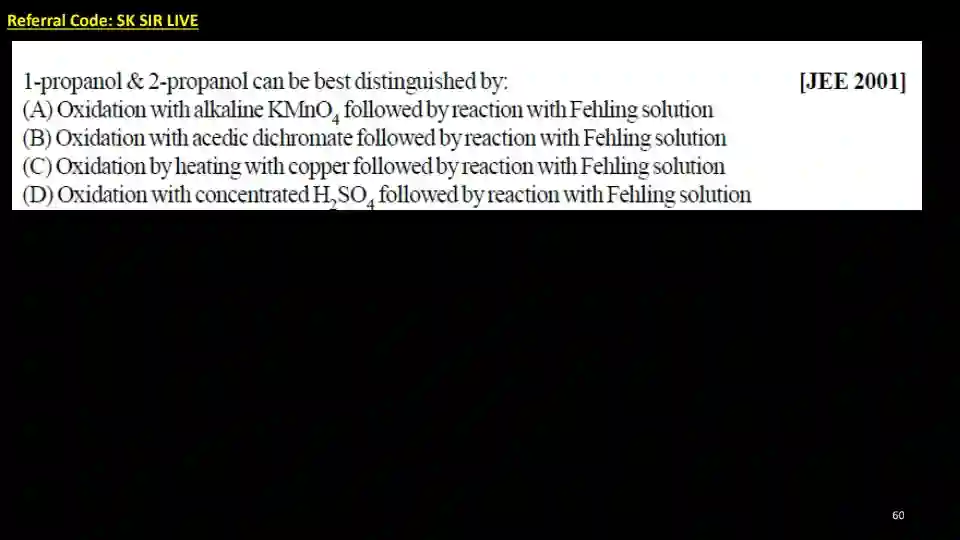 Referral Code: SK SIR LIVE
1-propanol & 2-propanol can be best distinguished by: [JEE 2001]
(A) Oxidation with alkaline KMnO₄ followed by reaction with Fehling solution
(B) Oxidation with acedic dichromate followed by reaction with Fehling solution
(C) Oxidation by heating with copper followed by reaction with Fehling solution
(D) Oxidation with concentrated H₂SO₄ followed by reaction with Fehling solution
60